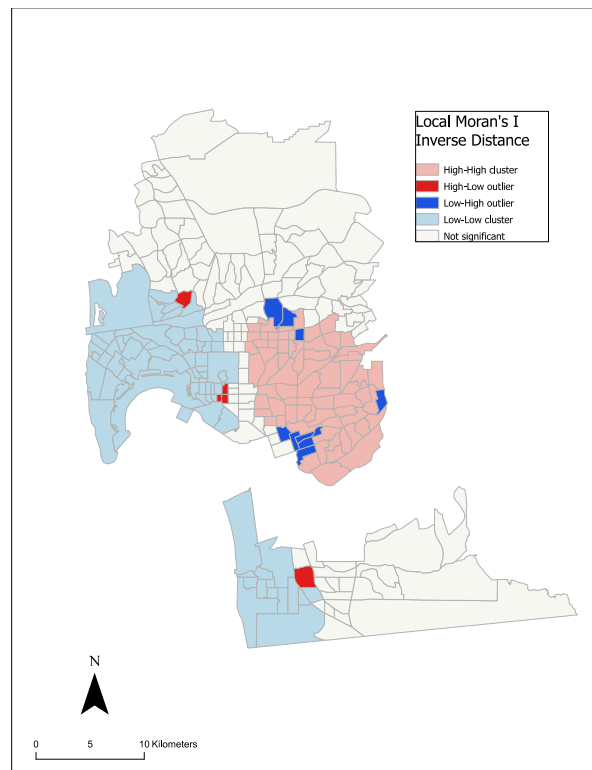 Local Moran's I
Inverse Distance
High-High cluster
High-Low outlier
Low-High outlier
Low-Low cluster
Not significant
N
0 5 10 Kilometers